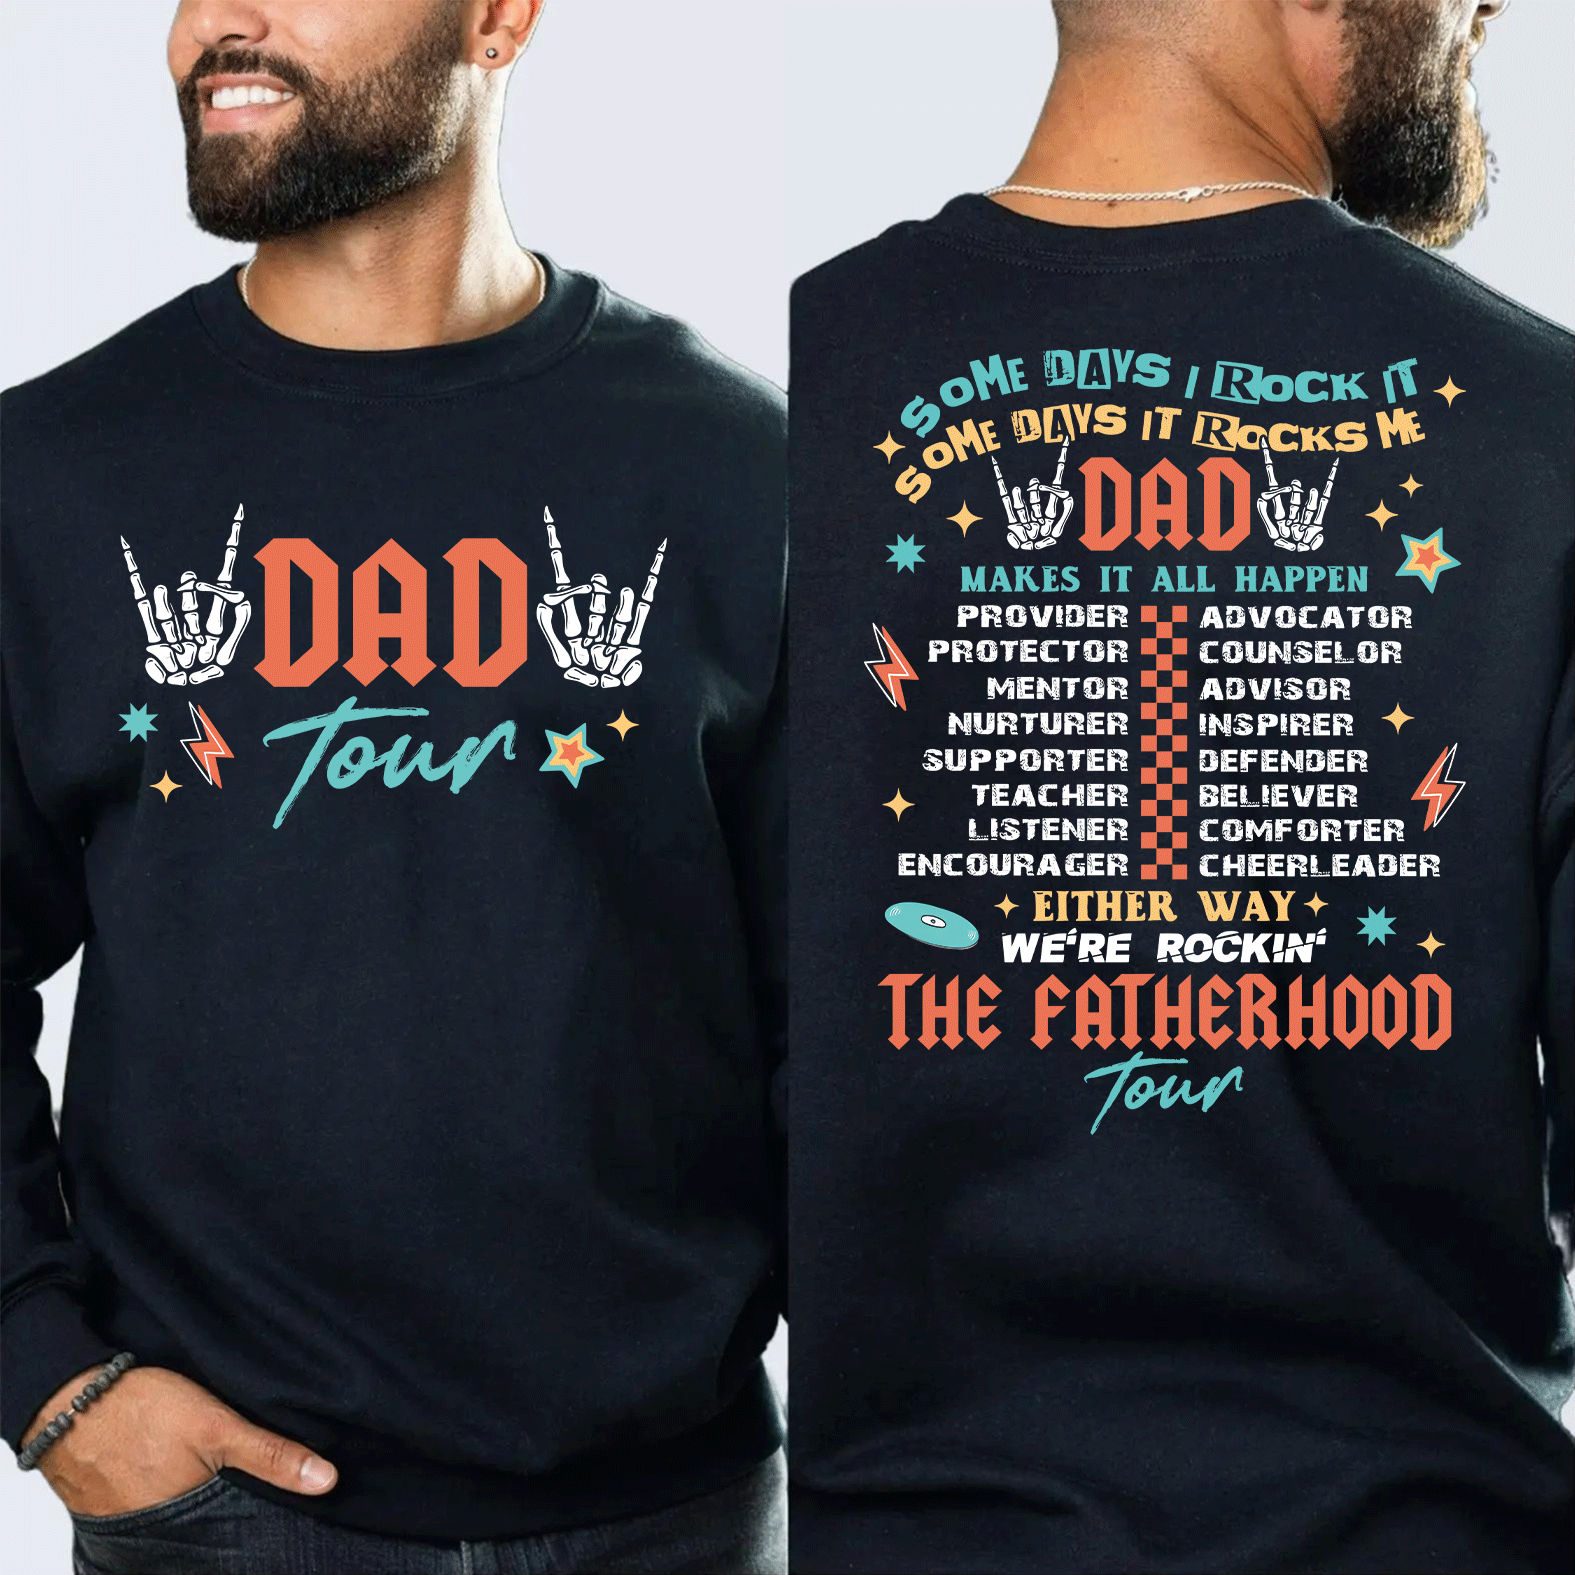 DAD
Tour
SOME DAYS I ROCK IT
SOME DAYS IT ROCKS ME
DAD
MAKES IT ALL HAPPEN
PROVIDER ADVOCATOR
PROTECTOR COUNSELOR
MENTOR ADVISOR
NURTURER INSPIRER
SUPPORTER DEFENDER
TEACHER BELIEVER
LISTENER COMFORTER
ENCOURAGER CHEERLEADER
EITHER WAY
WE'RE ROCKIN'
THE FATHERHOOD
Tour